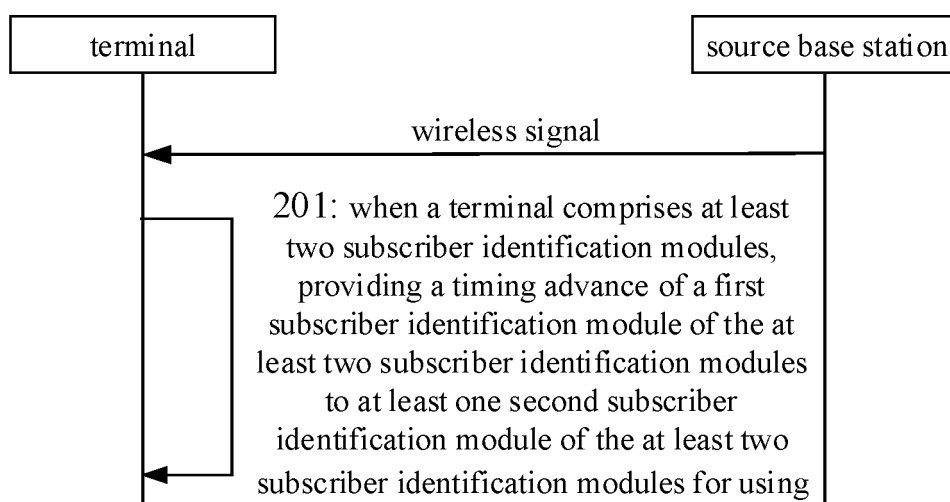 terminal
source base station
wireless signal
201: when a terminal comprises at least
two subscriber identification modules,
providing a timing advance of a first
subscriber identification module of the at
least two subscriber identification modules
to at least one second subscriber
identification module of the at least two
subscriber identification modules for using